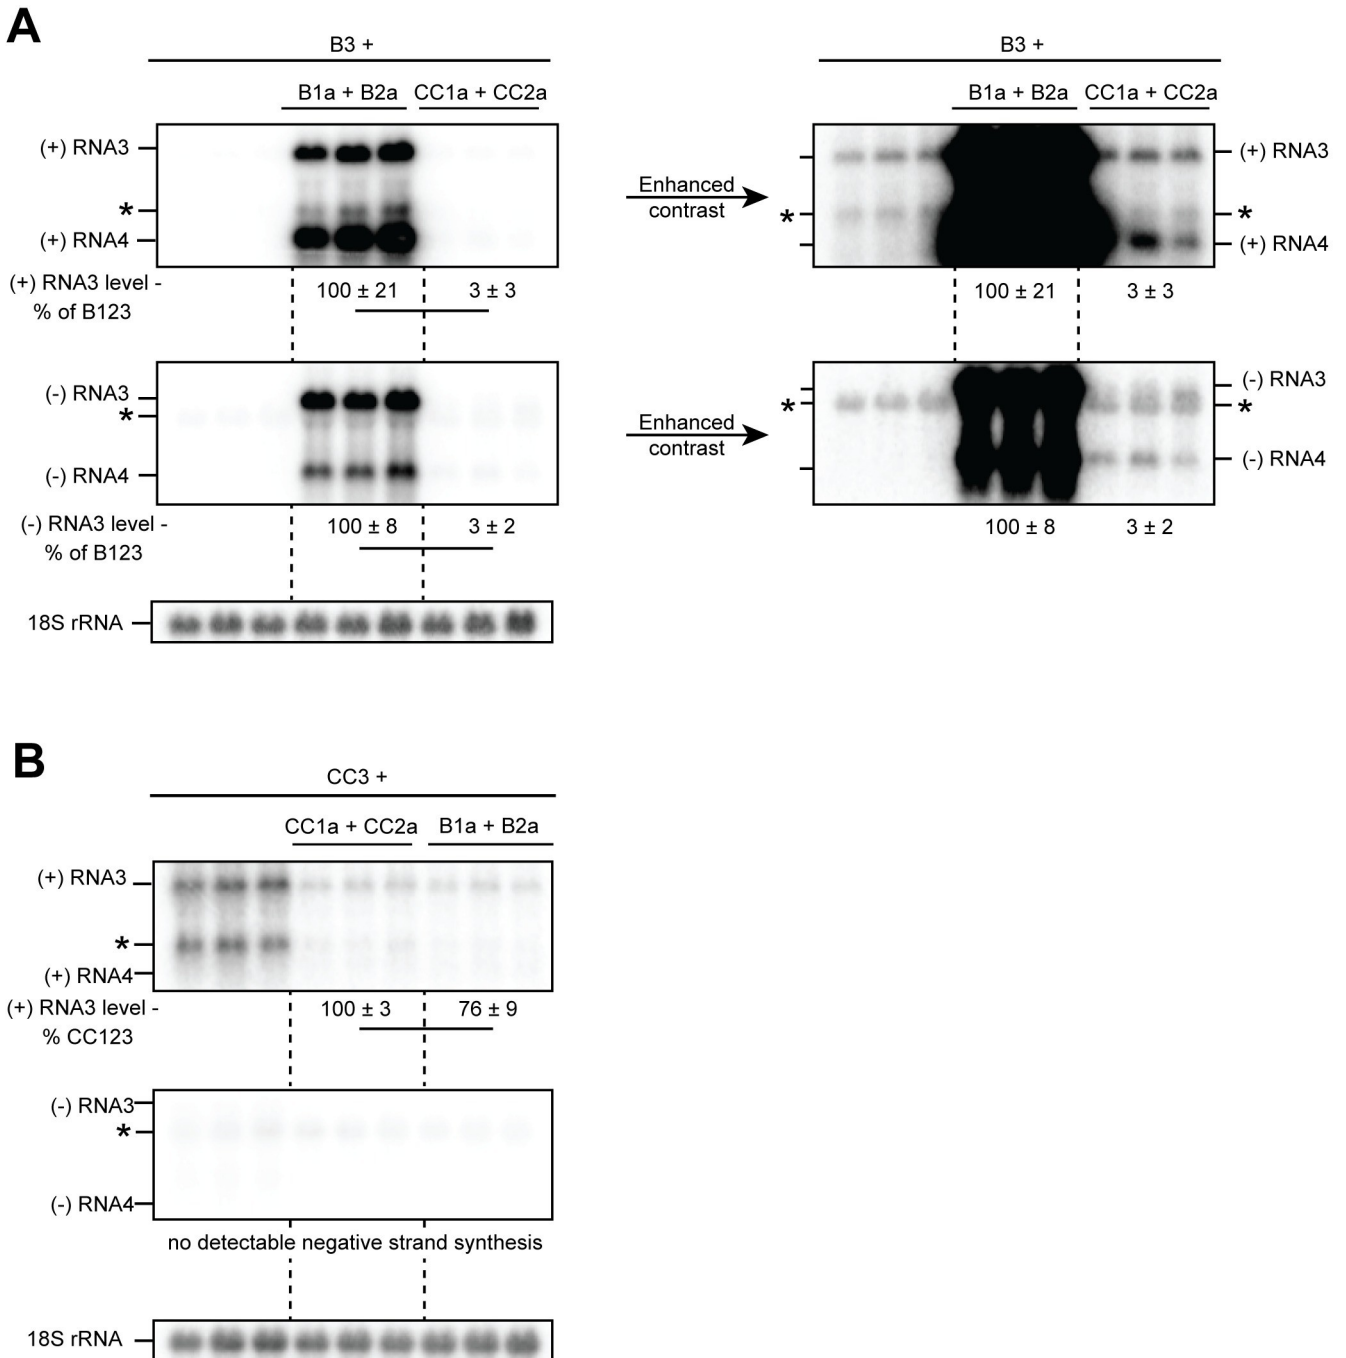 A
B3 +
B3 +
B1a + B2a
CC1a + CC2a
B1a + B2a
CC1a + CC2a
(+) RNA3
(+) RNA3
Enhanced
contrast
*
*
*
(+) RNA4
(+) RNA4
(+) RNA3 level -
% of B123
100 ± 21
3 ± 3
100 ± 21
3 ± 3
(-) RNA3
*
(-) RNA3
*
*
Enhanced
contrast
(-) RNA4
(-) RNA4
(-) RNA3 level -
% of B123
100 ± 8
3 ± 2
100 ± 8
3 ± 2
18S rRNA
B
CC3 +
CC1a + CC2a
B1a + B2a
(+) RNA3
*
(+) RNA4
(+) RNA3 level -
% CC123
100 ± 3
76 ± 9
(-) RNA3
*
(-) RNA4
no detectable negative strand synthesis
18S rRNA